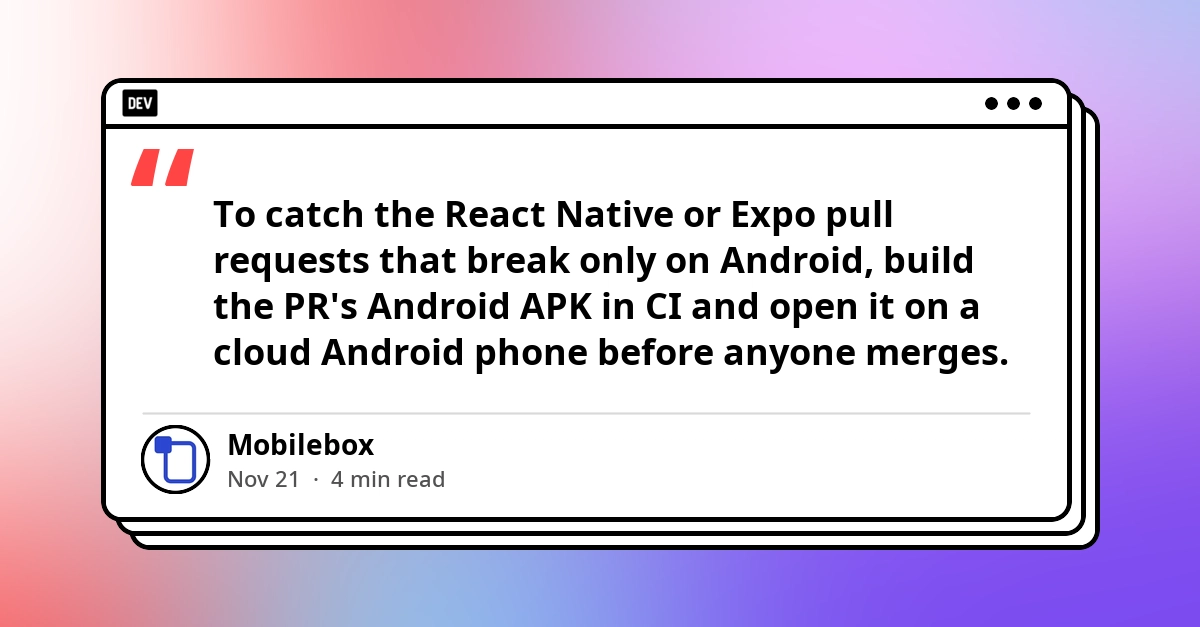 DEV
To catch the React Native or Expo pull
requests that break only on Android, build
the PR's Android APK in CI and open it on a
cloud Android phone before anyone merges.
Mobilebox
Nov 21 · 4 min read